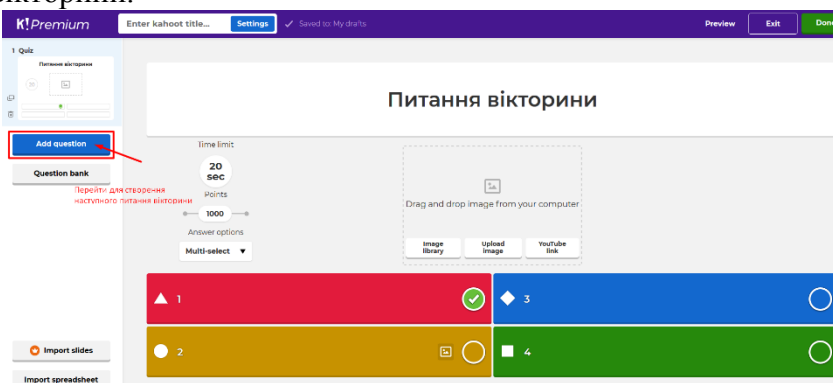 вікторини.
K! Premium
Enter kahoot title...
Settings
Saved to: My drafts
Preview
Exit
Done
1 Quiz
Питання вікторини
Add question
Question bank
Перейти для створення
наступного питання вікторини
Import slides
Import spreadsheet
Питання вікторини
Time limit
20
sec
Points
1000
Answer options
Multi-select
Drag and drop image from your computer
Image
library
Upload
image
YouTube
link
1
3
2
4